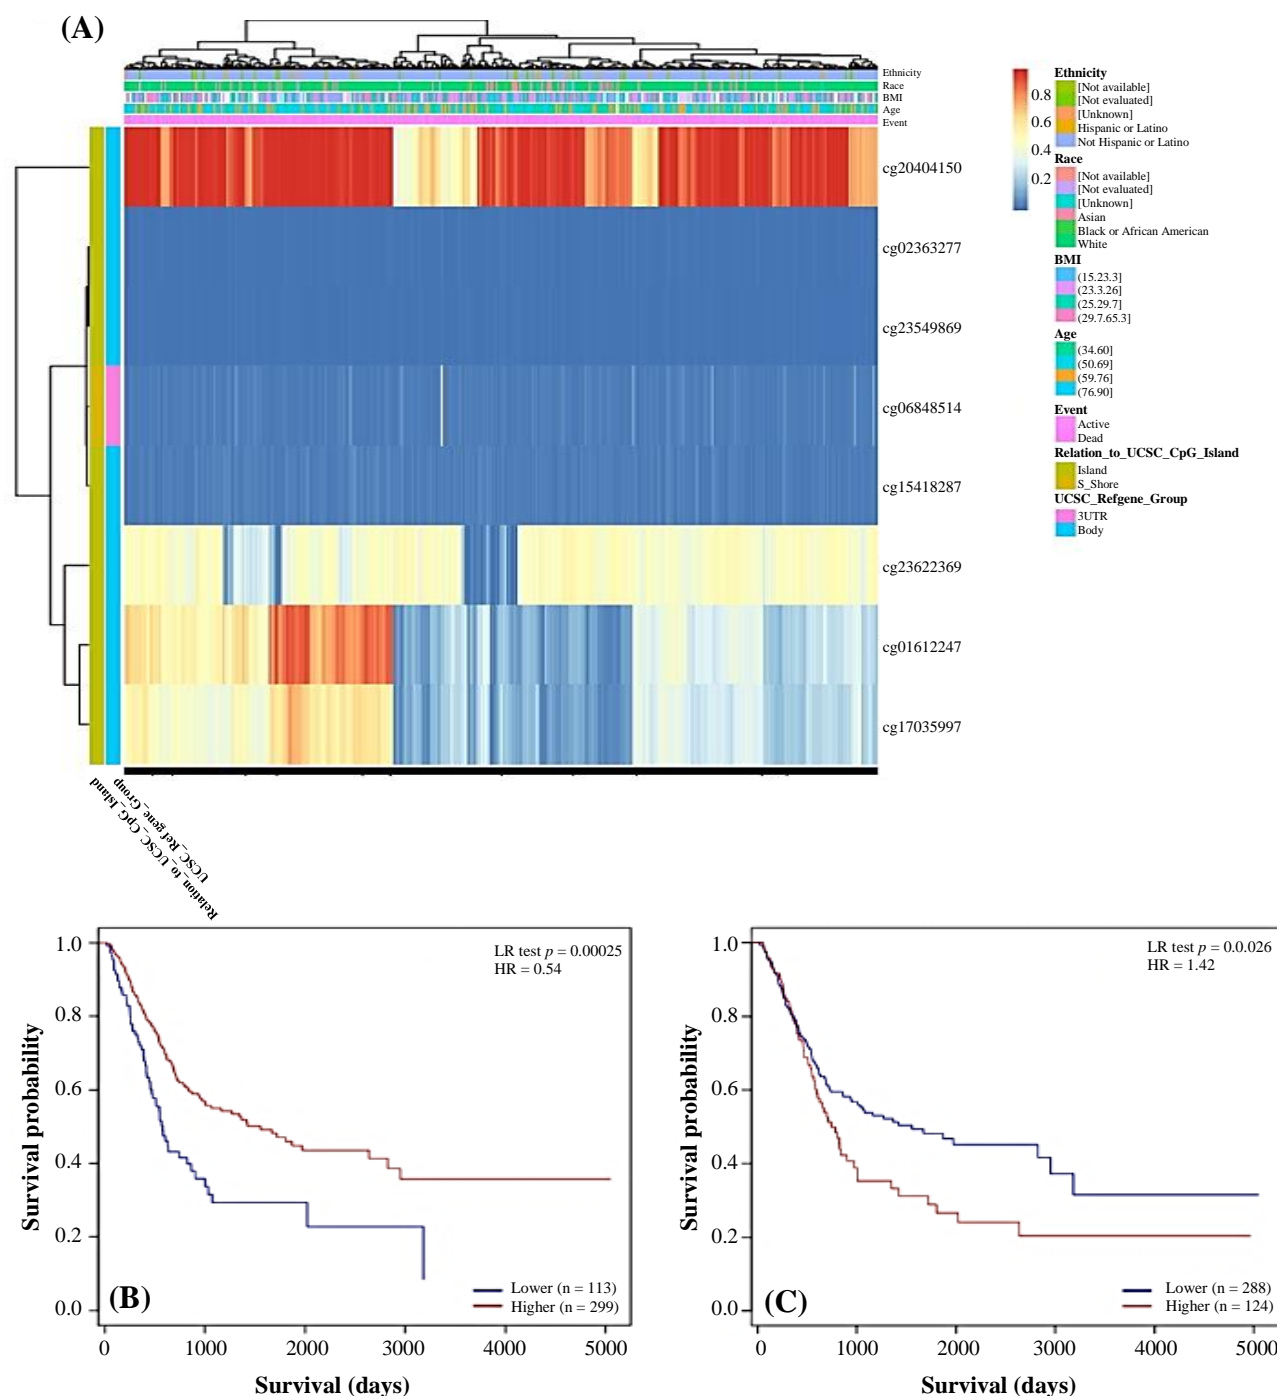 (A)
Ethnicity
Race
BMI
Age
Event
cg20404150
cg02363277
cg23549869
cg06848514
cg15418287
cg23622369
cg01612247
cg17035997
0.8
0.6
0.4
0.2
Ethnicity
[Not available]
[Not evaluated]
[Unknown]
Hispanic or Latino
Not Hispanic or Latino
Race
[Not available]
[Not evaluated]
[Unknown]
Asian
Black or African American
White
BMI
(15.23.3]
(23.3.26]
(25.29.7]
(29.7.65.3]
Age
(34.60]
(50.69]
(59.76]
(76.90]
Event
Active
Dead
Relation_to_UCSC_CpG_Island
Island
S_Shore
UCSC_Refgene_Group
3UTR
Body
UCSC_Ref gene_Group
Relation_to_UCSC_CpG_Island
LR test p = 0.00025
HR = 0.54
Survival probability
1.0
0.8
0.6
0.4
0.2
0.0
(B)
Lower (n = 113)
Higher (n = 299)
0 1000 2000 3000 4000 5000
Survival (days)
LR test p = 0.0.026
HR = 1.42
Survival probability
1.0
0.8
0.6
0.4
0.2
0.0
(C)
Lower (n = 288)
Higher (n = 124)
0 1000 2000 3000 4000 5000
Survival (days)